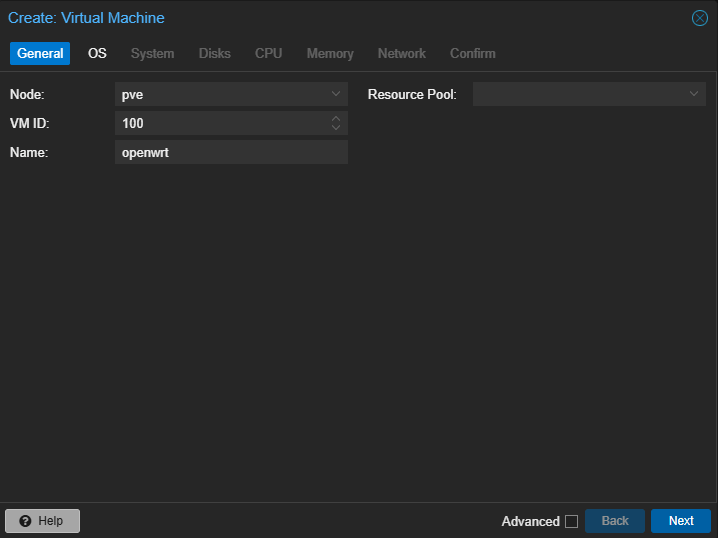 Create: Virtual Machine
General OS System Disks CPU Memory Network Confirm
Node: pve Resource Pool:
VM ID: 100
Name: openwrt
Help Advanced Back Next